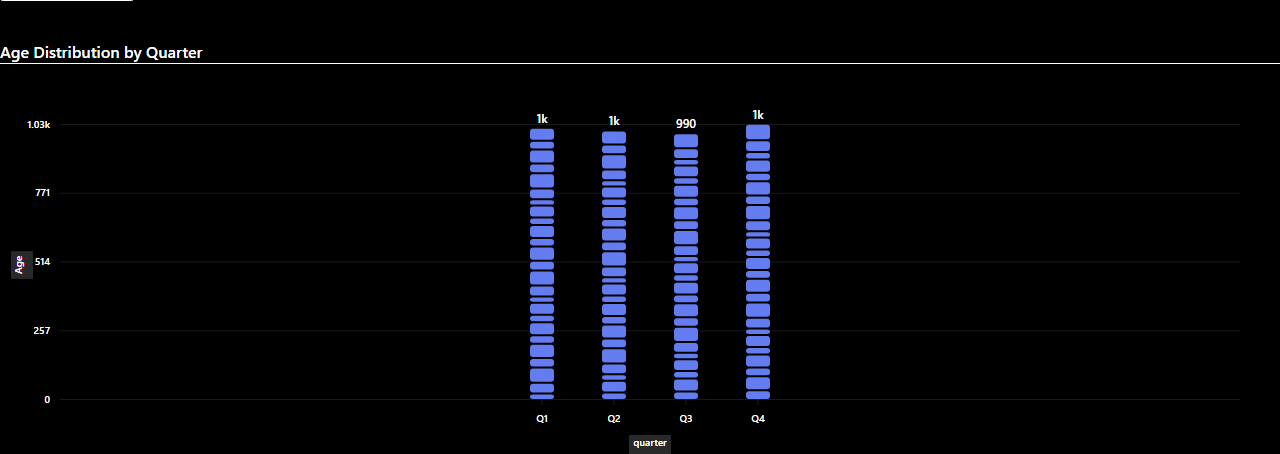 Age Distribution by Quarter
1k
1k
990
1k
1.03k
771
514
257
0
Age
Q1
Q2
Q3
Q4
quarter